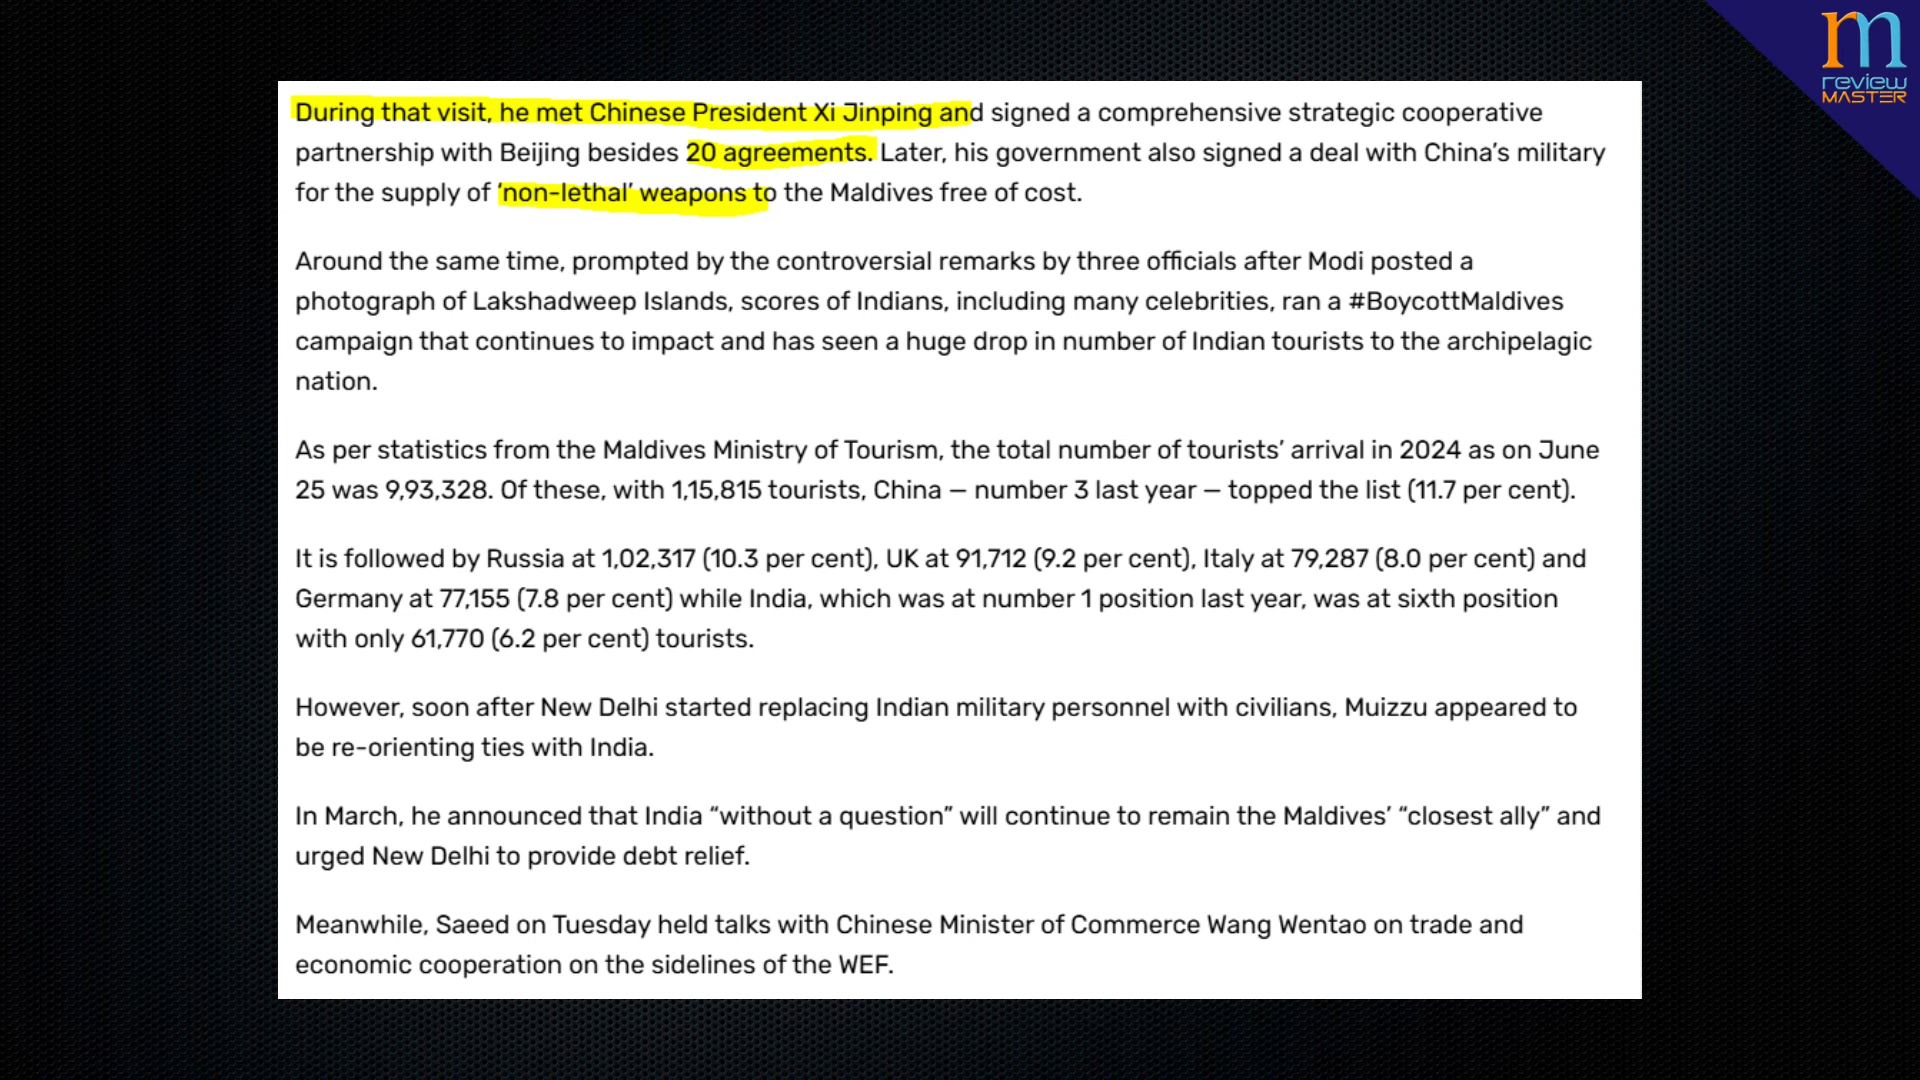 m
review
MASTER
During that visit, he met Chinese President Xi Jinping and signed a comprehensive strategic cooperative
partnership with Beijing besides 20 agreements. Later, his government also signed a deal with China’s military
for the supply of ‘non-lethal’ weapons to the Maldives free of cost.
Around the same time, prompted by the controversial remarks by three officials after Modi posted a
photograph of Lakshadweep Islands, scores of Indians, including many celebrities, ran a #BoycottMaldives
campaign that continues to impact and has seen a huge drop in number of Indian tourists to the archipelagic
nation.
As per statistics from the Maldives Ministry of Tourism, the total number of tourists’ arrival in 2024 as on June
25 was 9,93,328. Of these, with 1,15,815 tourists, China — number 3 last year — topped the list (11.7 per cent).
It is followed by Russia at 1,02,317 (10.3 per cent), UK at 91,712 (9.2 per cent), Italy at 79,287 (8.0 per cent) and
Germany at 77,155 (7.8 per cent) while India, which was at number 1 position last year, was at sixth position
with only 61,770 (6.2 per cent) tourists.
However, soon after New Delhi started replacing Indian military personnel with civilians, Muizzu appeared to
be re-orienting ties with India.
In March, he announced that India “without a question” will continue to remain the Maldives’ “closest ally” and
urged New Delhi to provide debt relief.
Meanwhile, Saeed on Tuesday held talks with Chinese Minister of Commerce Wang Wentao on trade and
economic cooperation on the sidelines of the WEF.